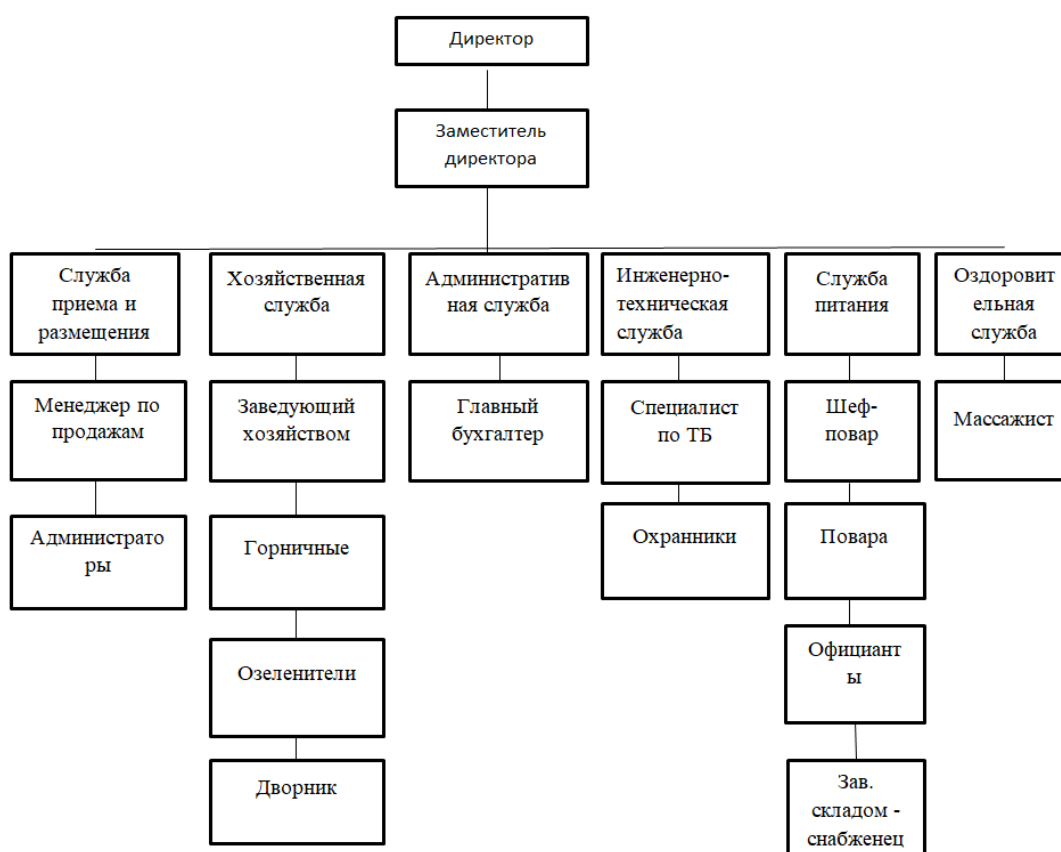 Директор
Заместитель
директора
Служба
приема и
размещения
Хозяйственная
служба
Административ
ная служба
Инженерно-
техническая
служба
Служба
питания
Оздоровит
ельная
служба
Менеджер по
продажам
Заведующий
хозяйством
Главный
бухгалтер
Специалист
по ТБ
Шеф-
повар
Массажист
Администрато
ры
Горничные
Охранники
Повара
Озеленители
Официант
ы
Дворник
Зав.
складом -
снабженец